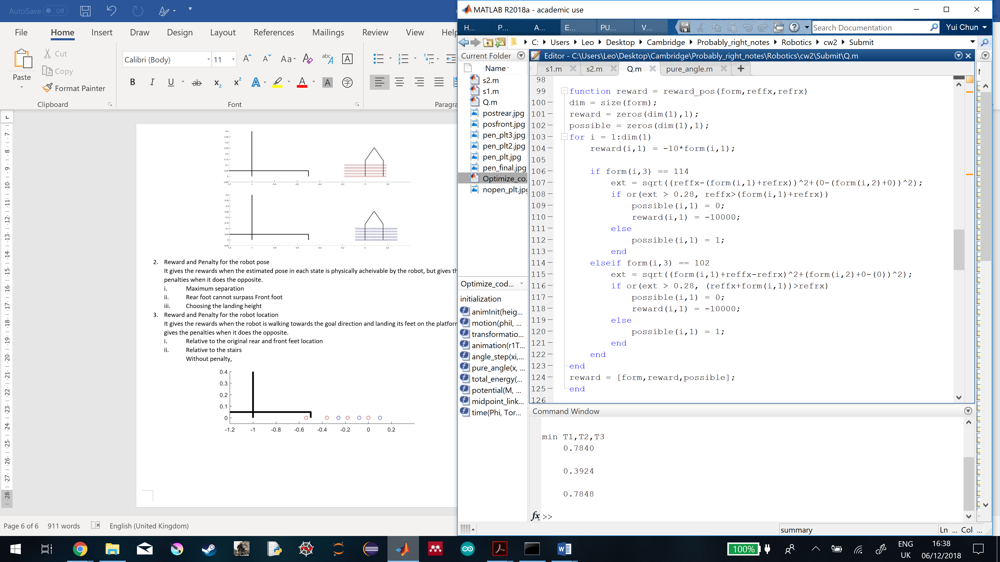 AutoSave Off
File Home Insert Draw Design Layout References Mailings Review View Help
Paste
Cut
Copy
Format Painter
Clipboard
Calibri (Body) 11
Font
Paragra
2. Reward and Penalty for the robot pose
It gives the rewards when the estimated pose in each state is physically acheivable by the robot, but gives th
penalties when it does the opposite.
i. Maximum separation
ii. Rear foot cannot surpass Front foot
iii. Choosing the landing height
3. Reward and Penalty for the robot location
It gives the rewards when the robot is walking towards the goal direction and landing its feet on the platform
gives the penalties when it does the opposite.
i. Relative to the original rear and front feet location
ii. Relative to the stairs
Without penalty,
0.4
0.3
0.2
0.1
0
-1.2 -1 -0.8 -0.6 -0.4 -0.2 0 0.2
Page 6 of 6 911 words English (United Kingdom)
MATLAB R2018a - academic use
H... P... A... E... PU... V... Search Documentation Yui Chun
C: Users Leo Desktop Cambridge Probably_right_notes Robotics cw2 Submit
Current Folder
Name
s2.m
s1.m
Q.m
postrear.jpg
posfront.jpg
pen_plt3.jpg
pen_plt2.jpg
pen_plt.jpg
pen_final.jpg
Optimize_co.
nopen_plt.jpg
Optimize_cod...
initialization
animInit(heig...
motion(phil, ...
transformatio...
animation(r1T...
angle_step(xi,...
pure_angle(x, ...
total_energy(...
potential(M, ...
midpoint_link...
time(Phi, Tor...
Editor - C:\Users\Leo\Desktop\Cambridge\Probably_right_notes\Robotics\cw2\Submit\Q.m
s1.m s2.m Q.m pure_angle.m
98
99 function reward = reward_pos(form,reffx,refrx)
100 dim = size(form);
101 reward = zeros(dim(1),1);
102 possible = zeros(dim(1),1);
103 for i = 1:dim(1)
104 reward(i,1) = -10*form(i,1);
105
106 if form(i,3) == 114
107 ext = sqrt((reffx-(form(i,1)+refrx))^2+(0-(form(i,2)+0))^2);
108 if or(ext > 0.28, reffx>(form(i,1)+refrx))
109 possible(i,1) = 0;
110 reward(i,1) = -10000;
111 else
112 possible(i,1) = 1;
113 end
114 elseif form(i,3) == 102
115 ext = sqrt((form(i,1)+reffx-refrx)^2+(form(i,2)+0-(0))^2);
116 if or(ext > 0.28, (reffx+form(i,1))>refrx)
117 possible(i,1) = 0;
118 reward(i,1) = -10000;
119 else
120 possible(i,1) = 1;
121 end
122 end
123 end
124 reward = [form,reward,possible];
125 end
126
Command Window
min T1,T2,T3
0.7840
0.3924
0.7848
fx >>
summary Ln ... Col ...
100% ENG UK 16:38 06/12/2018